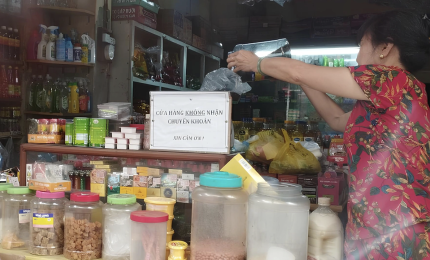 CỬA HÀNG KHÔNG NHẬN
CHUYỂN KHOẢN
XIN CẢM ƠN !